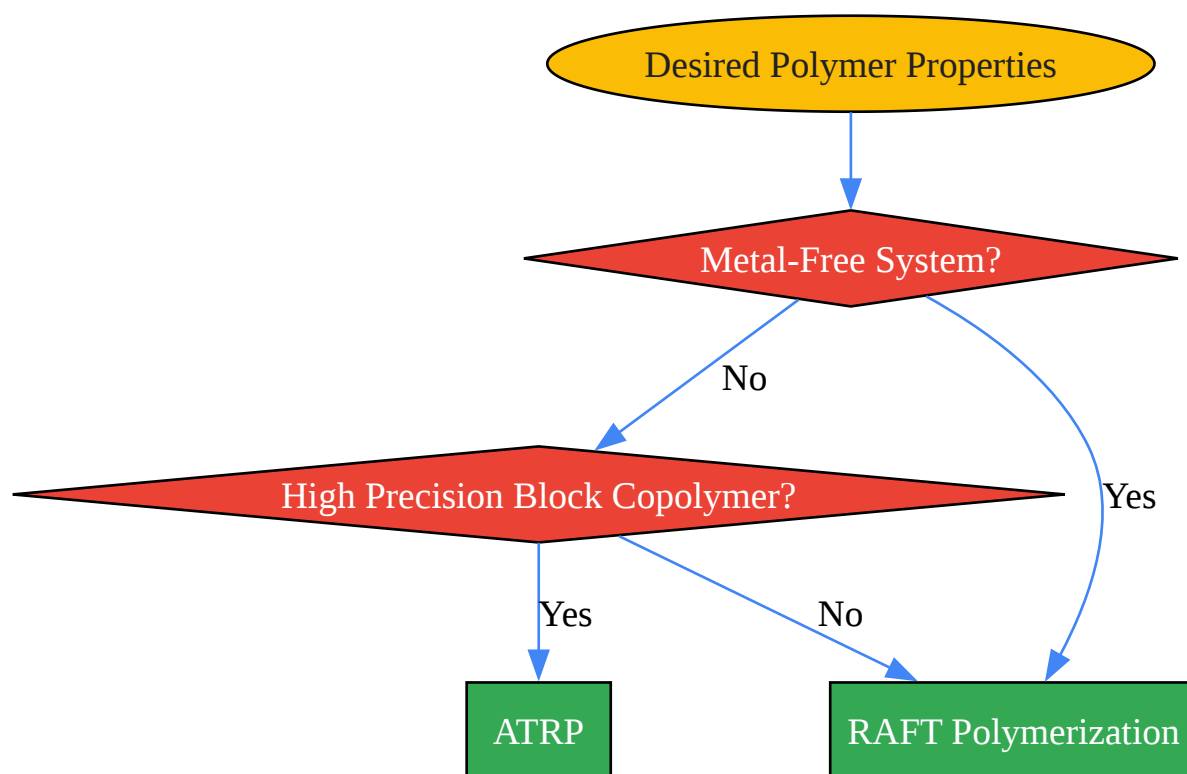 Desired Polymer Properties
Metal-Free System?
No
High Precision Block Copolymer?
Yes
Yes
No
ATRP
RAFT Polymerization